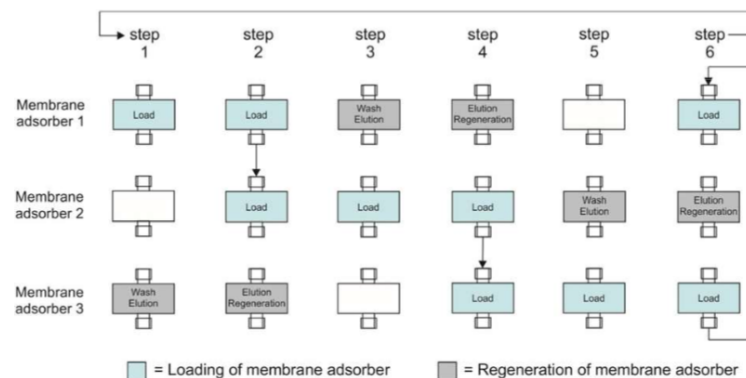 step
1
step
2
step
3
step
4
step
5
step
6
Membrane
adsorber 1
Load
Load
Wash
Elution
Elution
Regeneration
Load
Membrane
adsorber 2
Load
Load
Load
Wash
Elution
Elution
Regeneration
Membrane
adsorber 3
Wash
Elution
Elution
Regeneration
Load
Load
Load
= Loading of membrane adsorber
= Regeneration of membrane adsorber